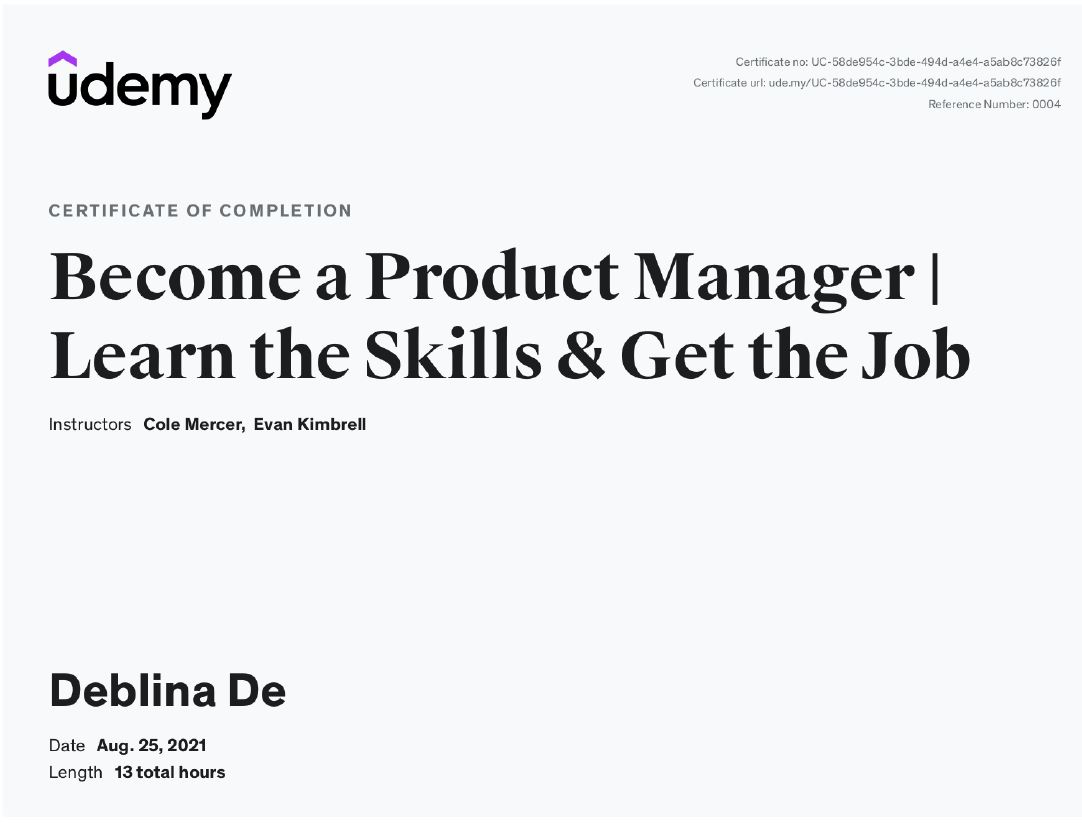 udemy
Certificate no: UC-58de954c-3bde-494d-a4e4-a5ab8c73826f
Certificate url: ude.my/UC-58de954c-3bde-494d-a4e4-a5ab8c73826f
Reference Number: 0004
CERTIFICATE OF COMPLETION
Become a Product Manager |
Learn the Skills & Get the Job
Instructors Cole Mercer, Evan Kimbrell
Deblina De
Date Aug. 25, 2021
Length 13 total hours